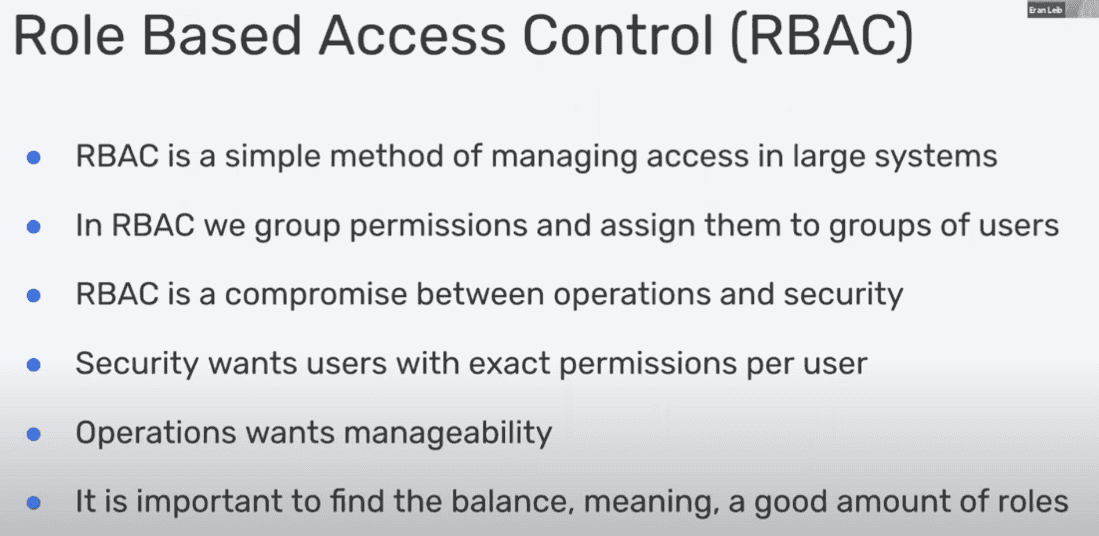 Eran Leib
Role Based Access Control (RBAC)
RBAC is a simple method of managing access in large systems
In RBAC we group permissions and assign them to groups of users
RBAC is a compromise between operations and security
Security wants users with exact permissions per user
Operations wants manageability
It is important to find the balance, meaning, a good amount of roles